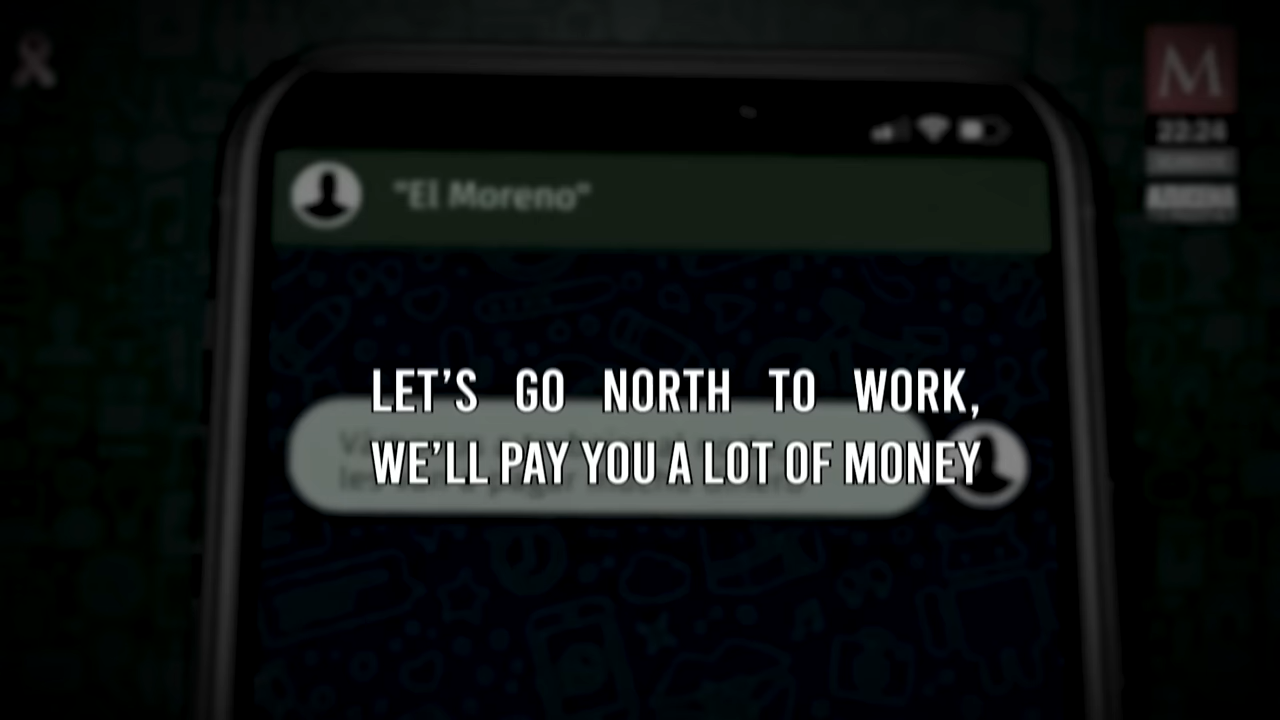 M
22:24
"El Moreno"
LET'S GO NORTH TO WORK,
WE'LL PAY YOU A LOT OF MONEY